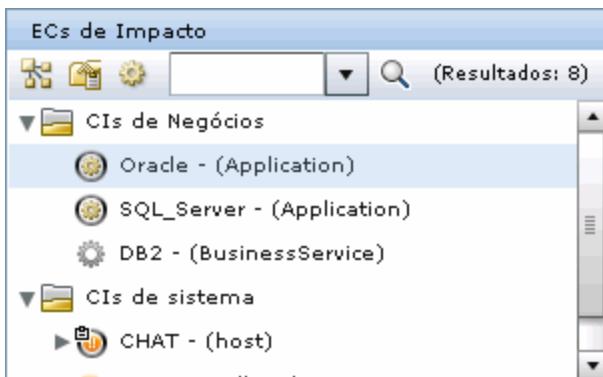 ECs de Impacto
(Resultados: 8)
CIs de Negócios
Oracle - (Application)
SQL_Server - (Application)
DB2 - (BusinessService)
CIs de sistema
CHAT - (host)